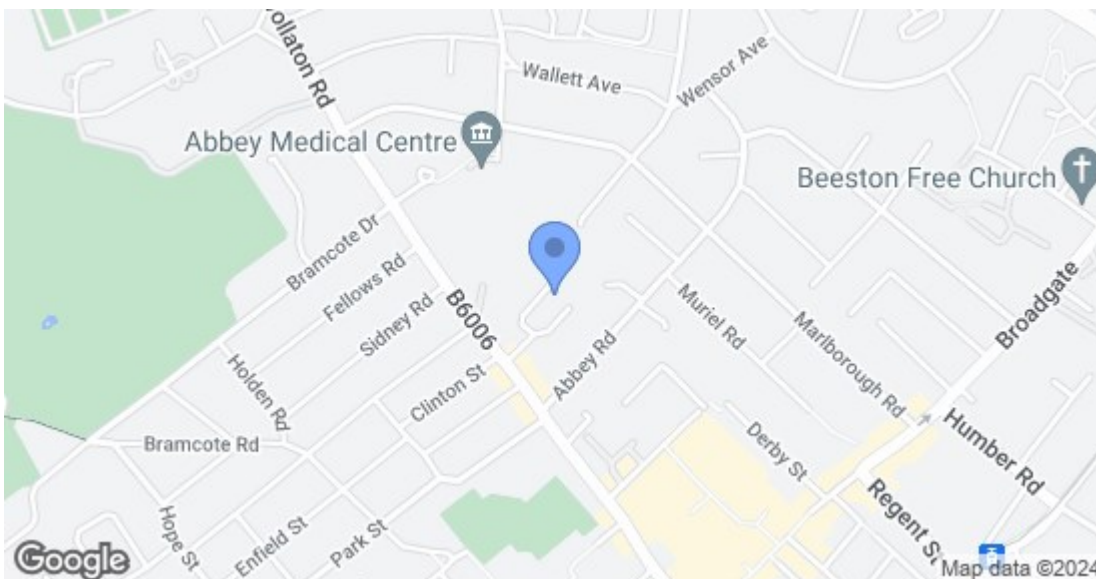 ollaton Rd
Wallett Ave
Wensor Ave
Abbey Medical Centre
Beeston Free Church
Bramcote Dr
Fellows Rd
Sidney Rd
B6006
Muriel Rd
Marlborough Rd
Broadgate
Holden Rd
Clinton St
Abbey Rd
Bramcote Rd
Derby St
Humber Rd
Hope St
Enfield St
Park St
Regent St
Google
Map data ©2024